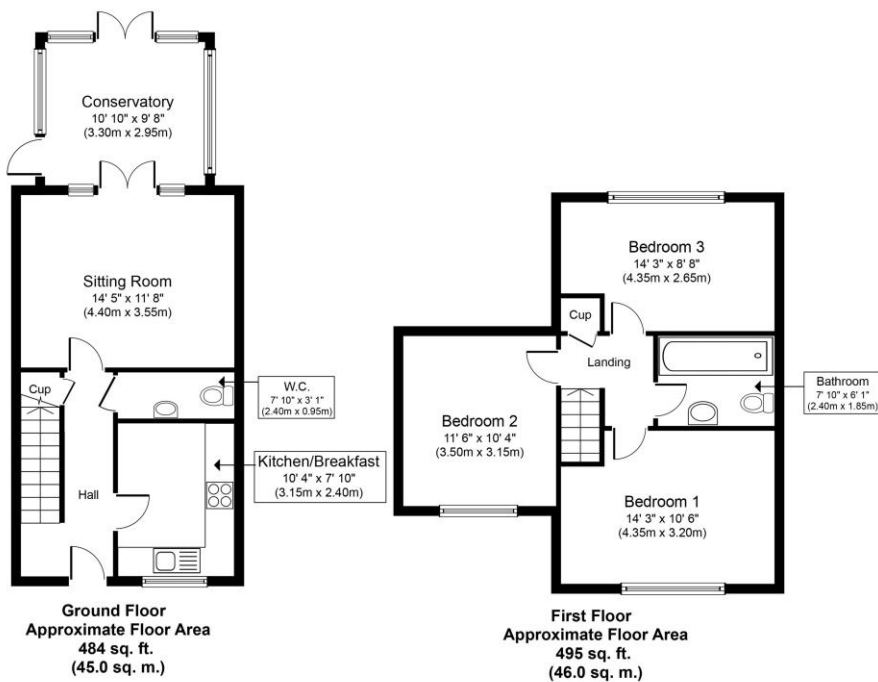 Conservatory
10' 10" x 9' 8"
(3.30m x 2.95m)
Sitting Room
14' 5" x 11' 8"
(4.40m x 3.55m)
Cup
W.C.
7' 10" x 3' 1"
(2.40m x 0.95m)
Kitchen/Breakfast
10' 4" x 7' 10"
(3.15m x 2.40m)
Hall
Ground Floor
Approximate Floor Area
484 sq. ft.
(45.0 sq. m.)
Bedroom 3
14' 3" x 8' 8"
(4.35m x 2.65m)
Cup
Landing
Bathroom
7' 10" x 6' 1"
(2.40m x 1.85m)
Bedroom 2
11' 6" x 10' 4"
(3.50m x 3.15m)
Bedroom 1
14' 3" x 10' 6"
(4.35m x 3.20m)
First Floor
Approximate Floor Area
495 sq. ft.
(46.0 sq. m.)